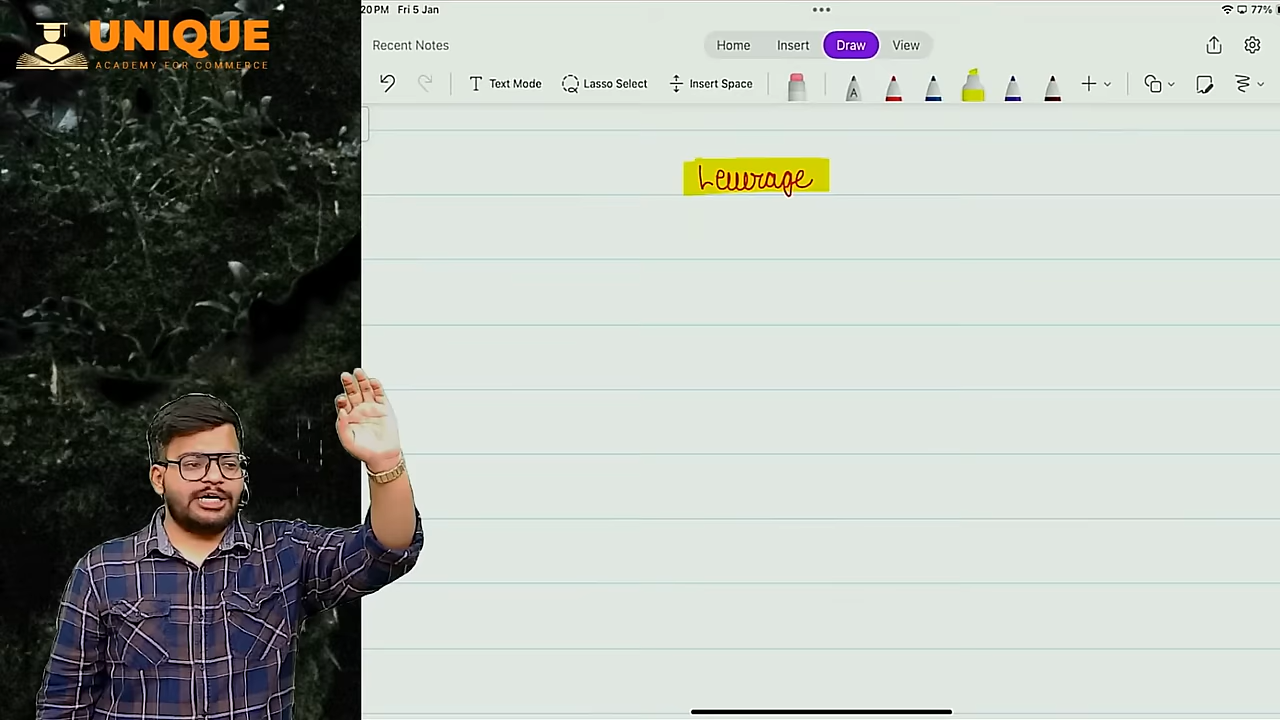 20 PM Fri 5 Jan
77%
UNIQUE
ACADEMY FOR COMMERCE
Recent Notes
Home Insert Draw View
Text Mode Lasso Select Insert Space
A
Leverage